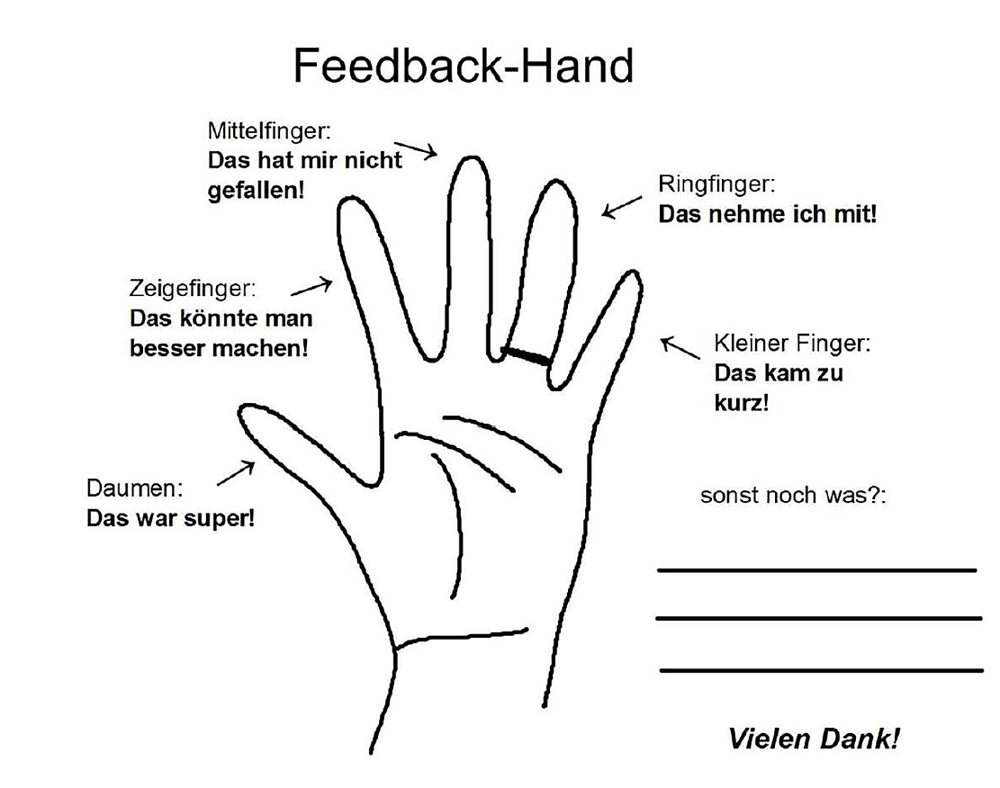 Feedback-Hand
Mittelfinger:
Das hat mir nicht
gefallen!
Ringfinger:
Das nehme ich mit!
Zeigefinger:
Das könnte man
besser machen!
Kleiner Finger:
Das kam zu
kurz!
Daumen:
Das war super!
sonst noch was?:
Vielen Dank!